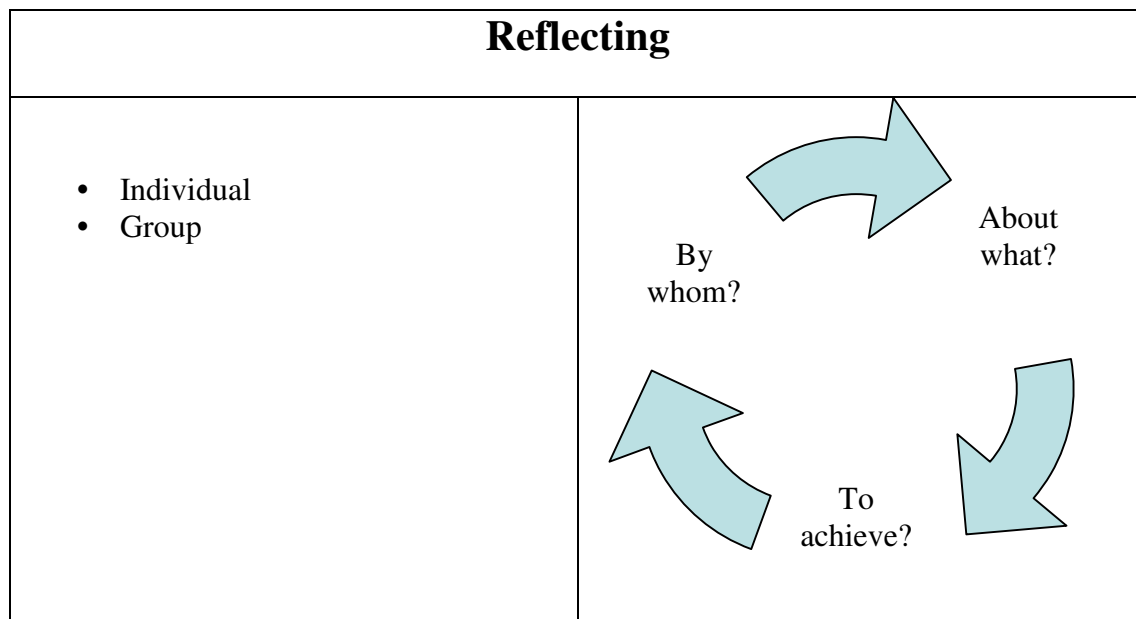 Reflecting
• Individual
• Group
By
whom?
About
what?
To
achieve?